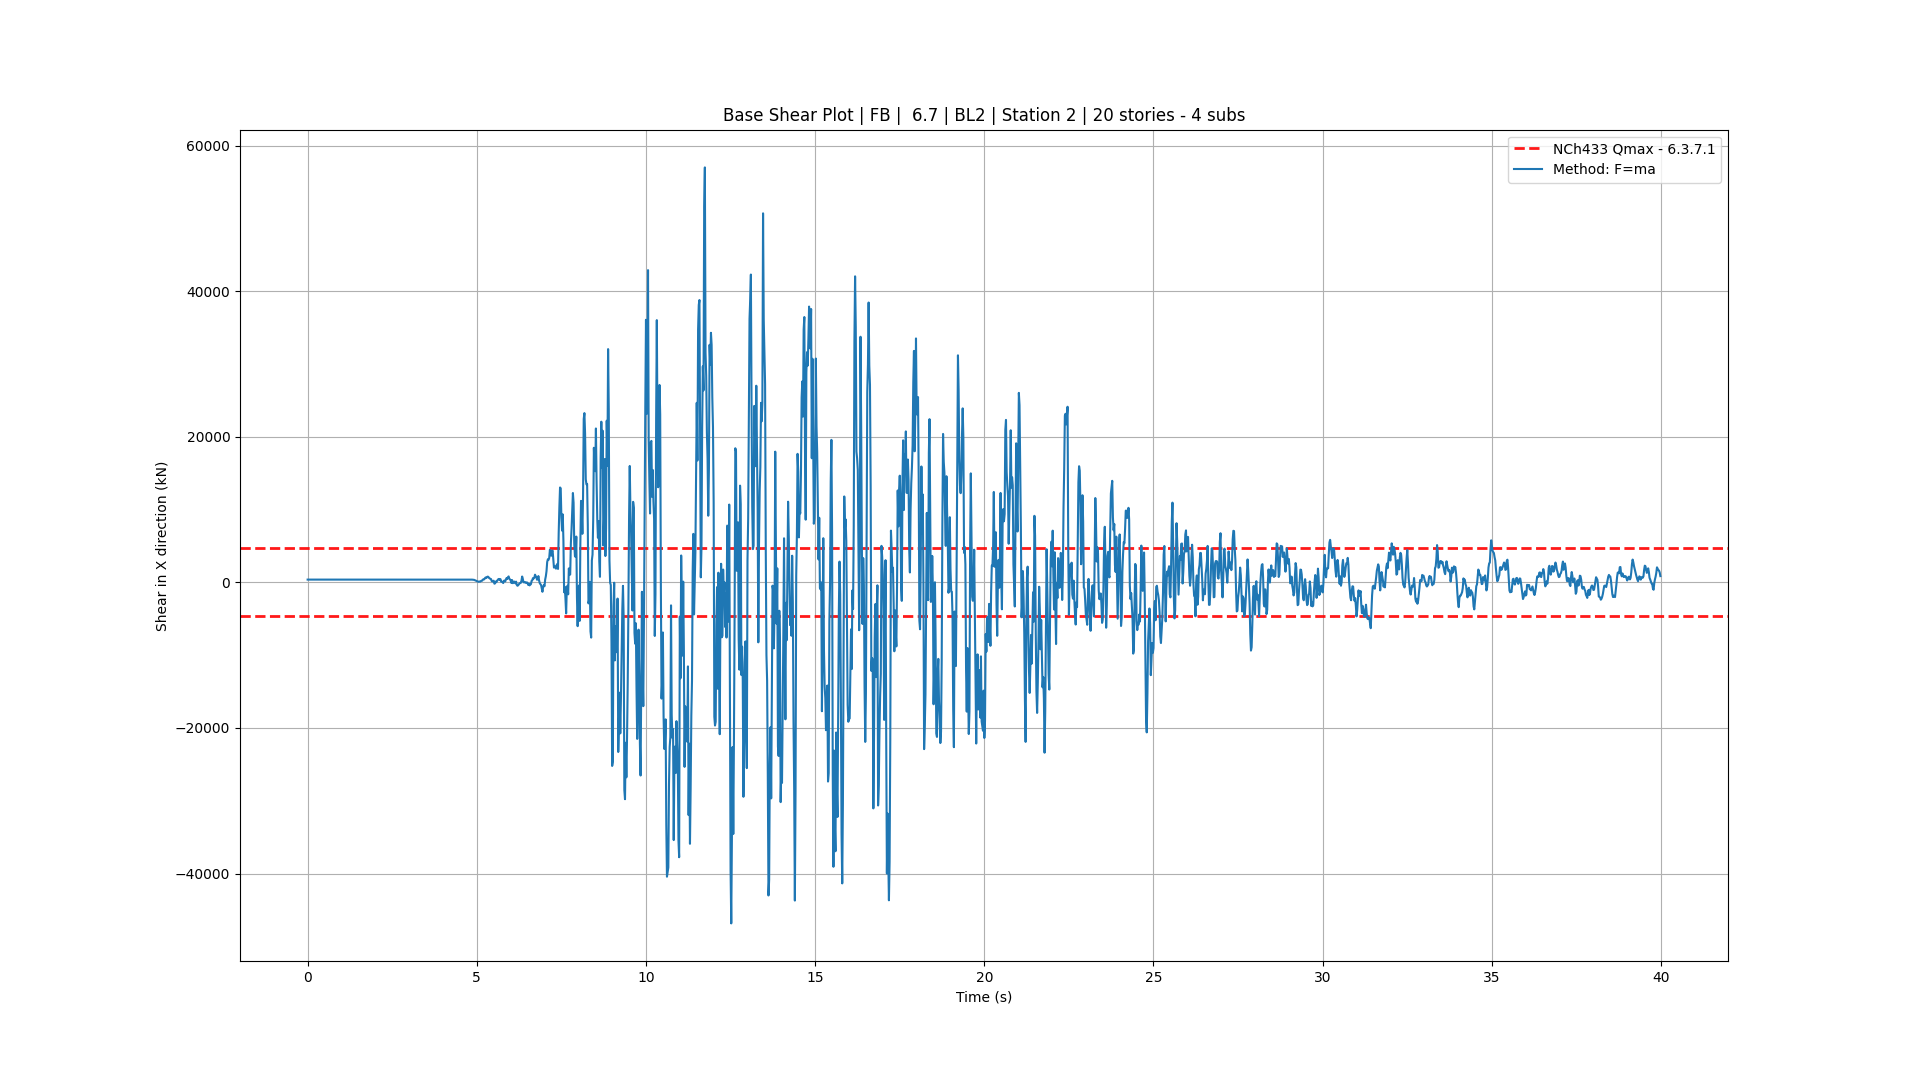 Base Shear Plot | FB |  6.7 | BL2 | Station 2 | 20 stories - 4 subs
NCh433 Qmax - 6.3.7.1
Method: F=ma
60000
40000
20000
0
−20000
−40000
Shear in X direction (kN)
0 5 10 15 20 25 30 35 40
Time (s)